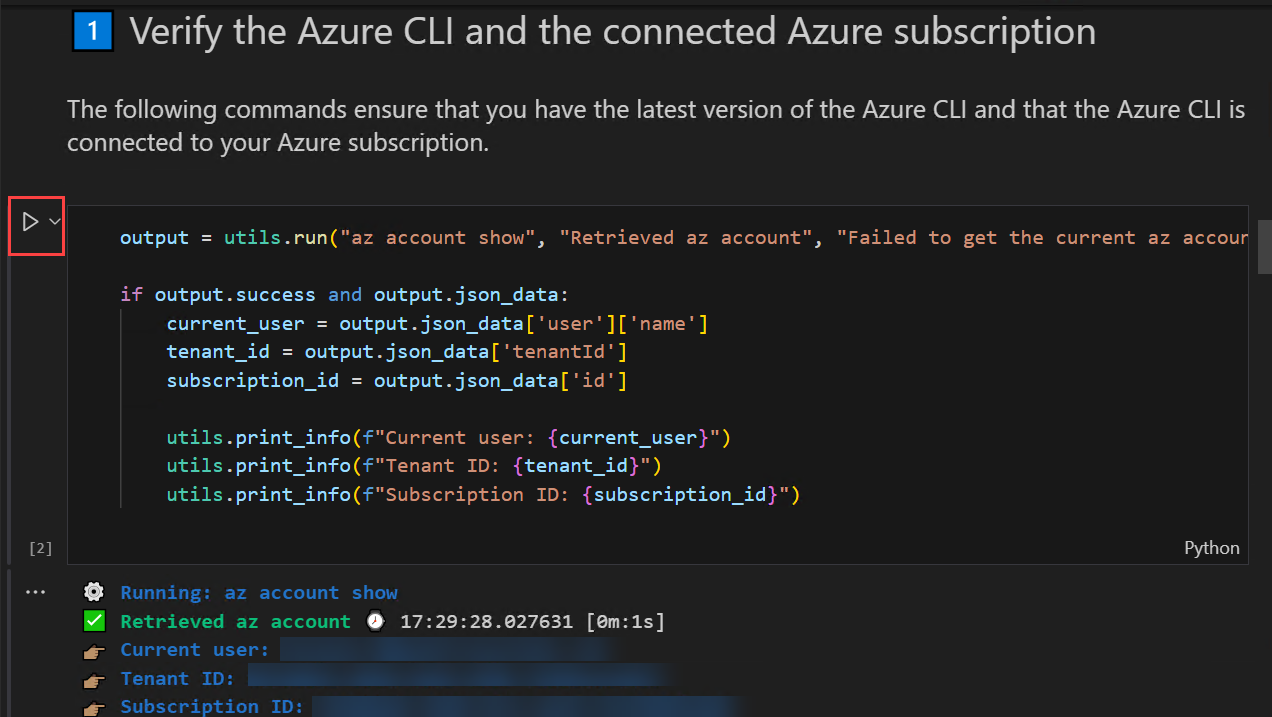 1 Verify the Azure CLI and the connected Azure subscription
The following commands ensure that you have the latest version of the Azure CLI and that the Azure CLI is
connected to your Azure subscription.
output = utils.run("az account show", "Retrieved az account", "Failed to get the current az accoun
if output.success and output.json_data:
    current_user = output.json_data['user']['name']
    tenant_id = output.json_data['tenantId']
    subscription_id = output.json_data['id']
    utils.print_info(f"Current user: {current_user}")
    utils.print_info(f"Tenant ID: {tenant_id}")
    utils.print_info(f"Subscription ID: {subscription_id}")
[2]
Python
Running: az account show
Retrieved az account 17:29:28.027631 [0m:1s]
Current user:
Tenant ID:
Subscription ID: